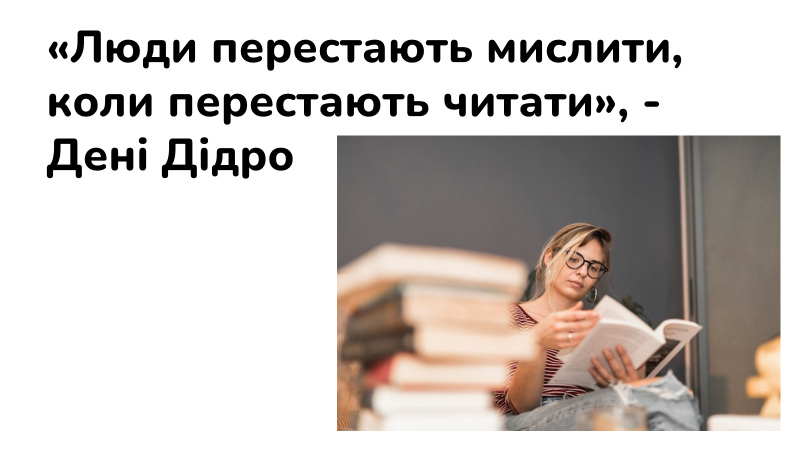 «Люди перестають мислити,
коли перестають читати», -
Дені Дідро